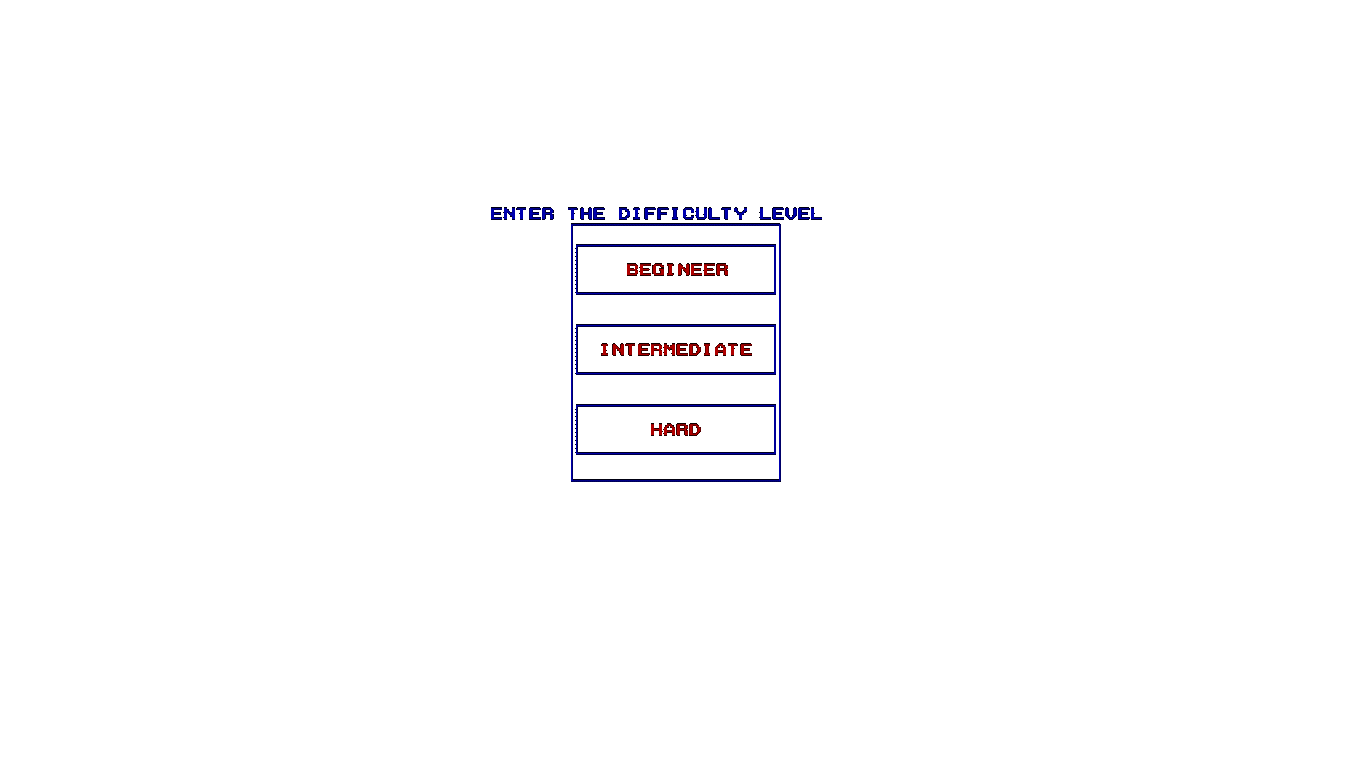 ENTER THE DIFFICULTY LEVEL
BEGINEER
INTERMEDIATE
HARD